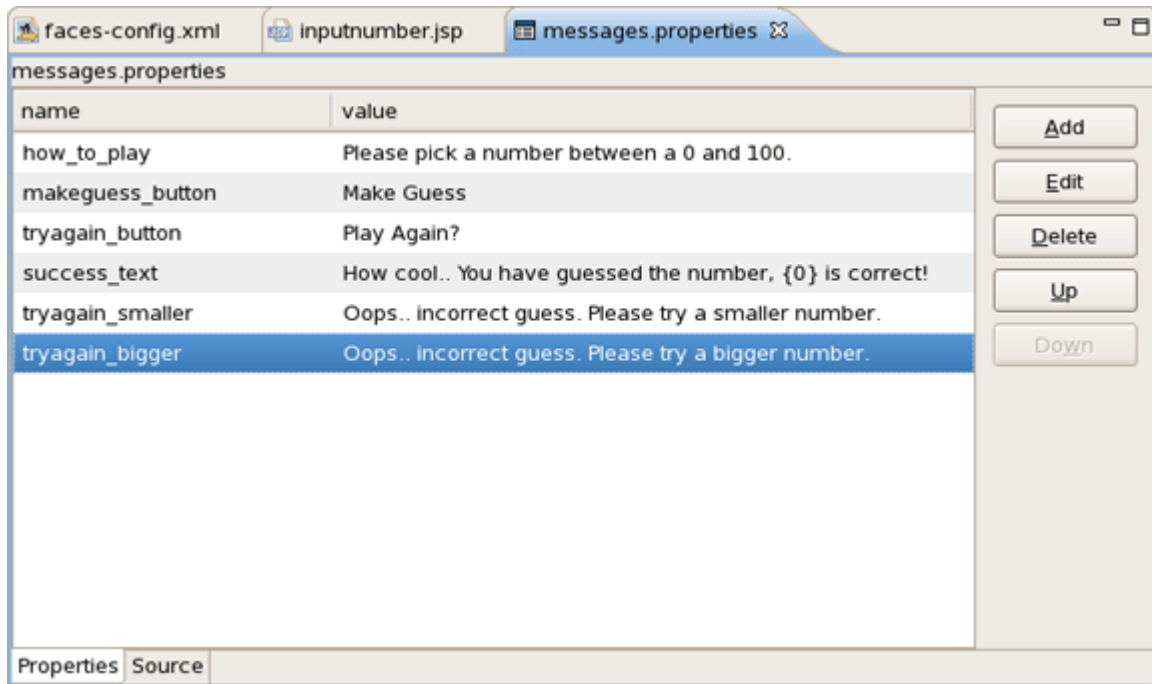 faces-config.xml inputnumber.jsp messages.properties
messages.properties
name value
how_to_play Please pick a number between a 0 and 100.
makeguess_button Make Guess
tryagain_button Play Again?
success_text How cool.. You have guessed the number, {0} is correct!
tryagain_smaller Oops.. incorrect guess. Please try a smaller number.
tryagain_bigger Oops.. incorrect guess. Please try a bigger number.
Add
Edit
Delete
Up
Down
Properties Source